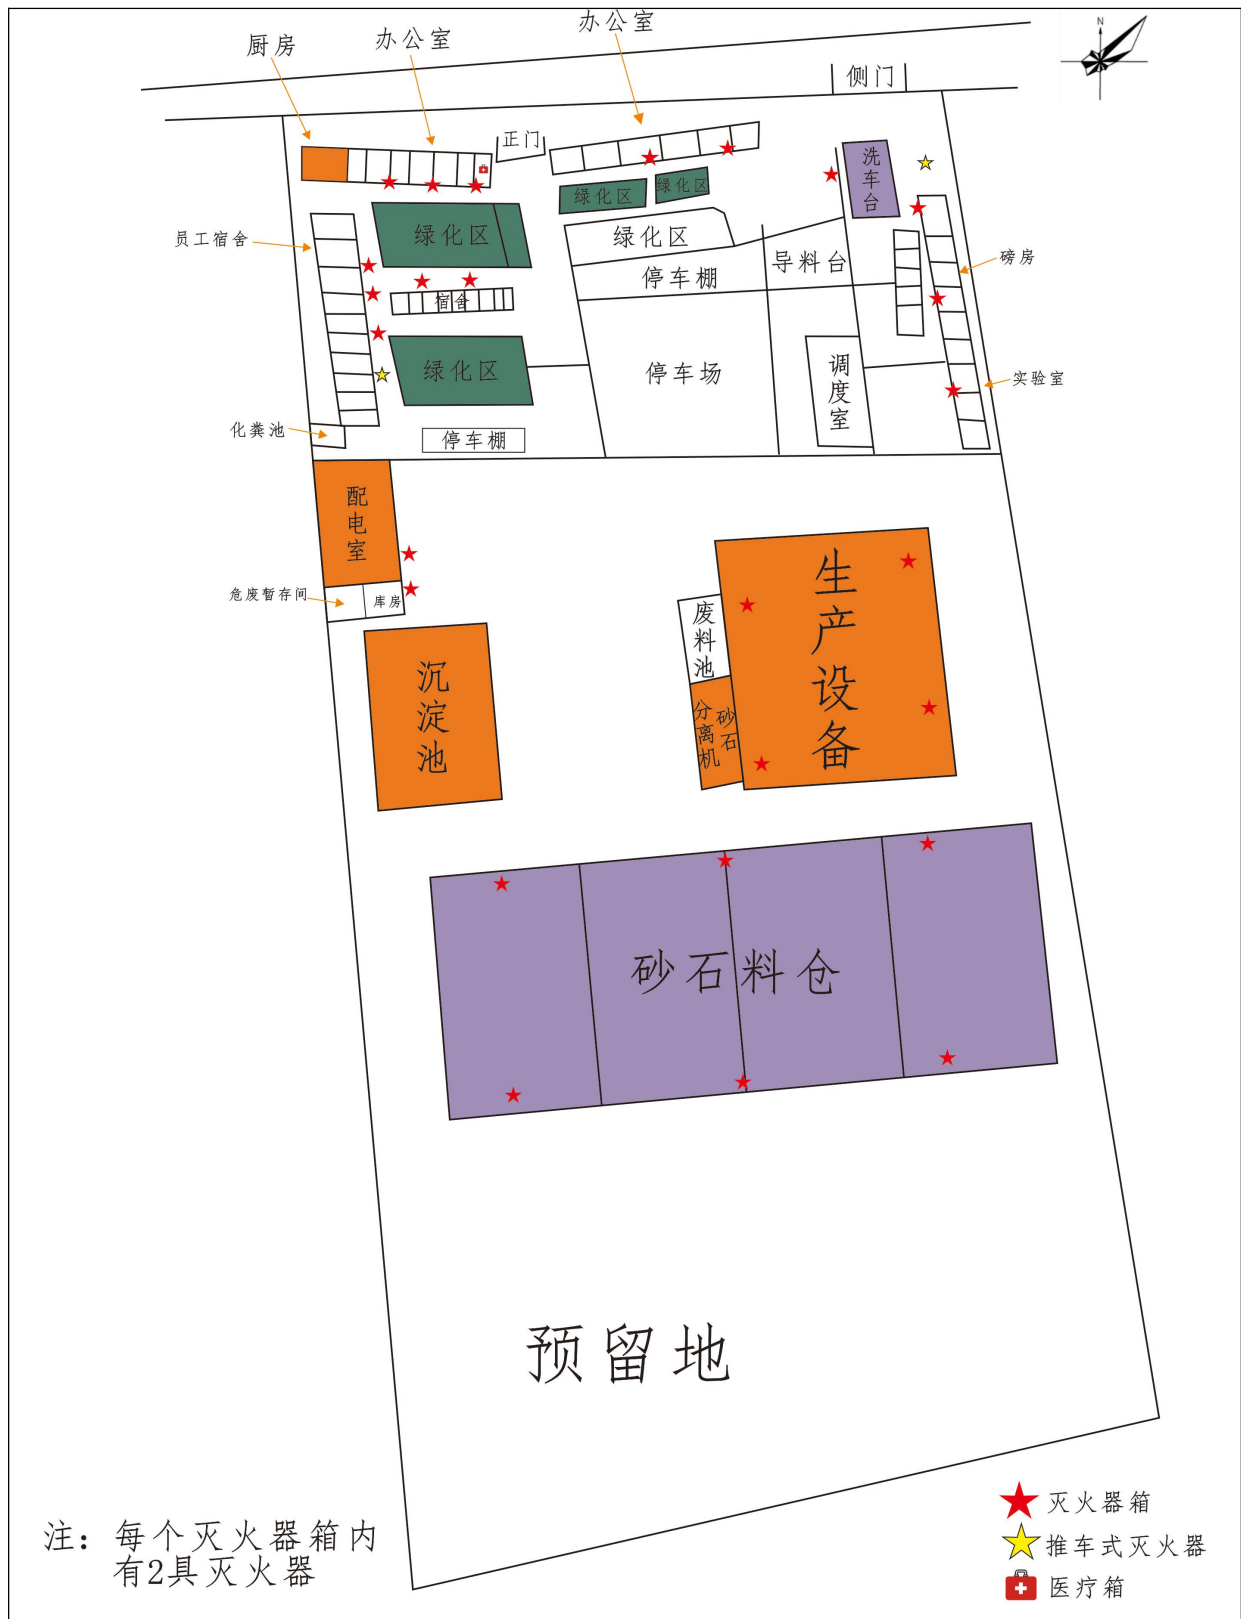 N
办公室
办公室
厨房
侧门
正门
洗车台
绿化区
绿化区
绿化区
绿化区
员工宿舍
导料台
磅房
停车棚
宿舍
绿化区
停车场
调度室
实验室
化粪池
停车棚
配电室
危废暂存间
库房
生产设备
废料池
砂石
分离机
沉淀池
砂石料仓
预留地
注：每个灭火器箱内
有2具灭火器
灭火器箱
推车式灭火器
医疗箱